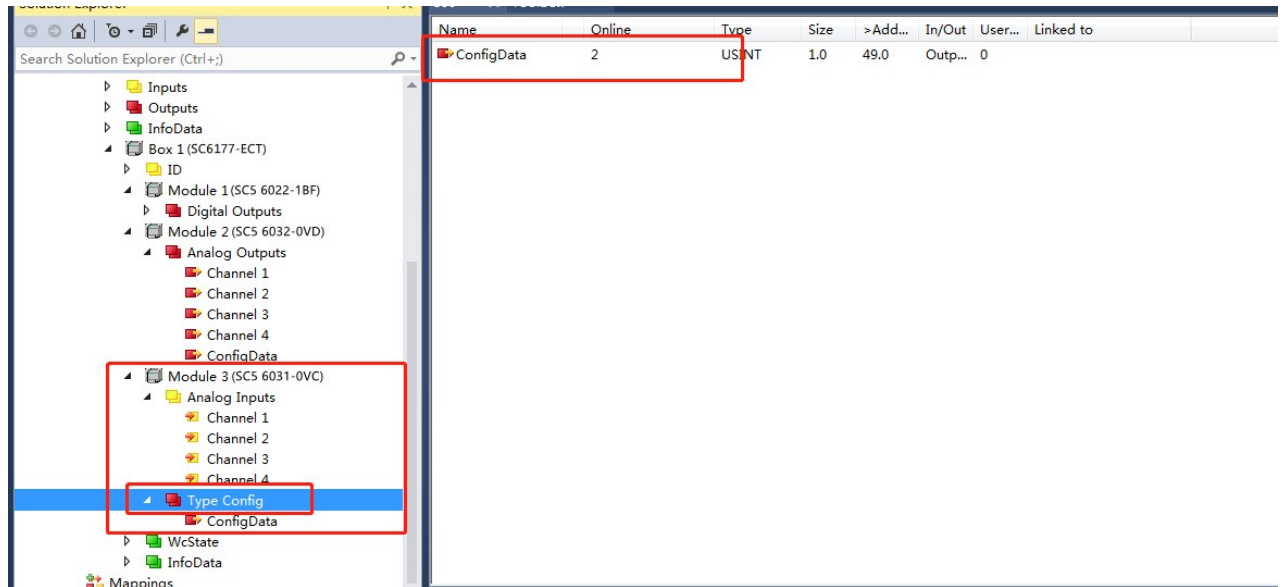 Solution Explorer
Search Solution Explorer (Ctrl+;)
Inputs
Outputs
InfoData
Box 1 (SC6177-ECT)
ID
Module 1 (SC5 6022-1BF)
Digital Outputs
Module 2 (SC5 6032-0VD)
Analog Outputs
Channel 1
Channel 2
Channel 3
Channel 4
ConfigData
Module 3 (SC5 6031-0VC)
Analog Inputs
Channel 1
Channel 2
Channel 3
Channel 4
Type Config
ConfigData
WcState
InfoData
Mappings
Name Online Type Size >Add... In/Out User... Linked to
ConfigData 2 USINT 1.0 49.0 Outp... 0